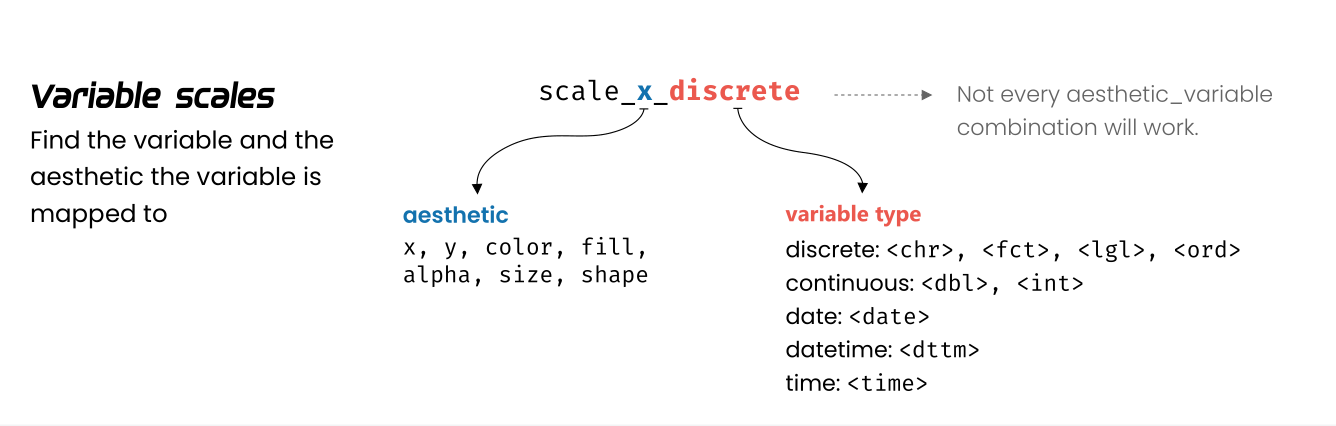 Variable scales
Find the variable and the
aesthetic the variable is
mapped to
scale_x_discrete
Not every aesthetic_variable
combination will work.
aesthetic
x, y, color, fill,
alpha, size, shape
variable type
discrete: <chr>, <fct>, <lgl>, <ord>
continuous: <dbl>, <int>
date: <date>
datetime: <dttm>
time: <time>